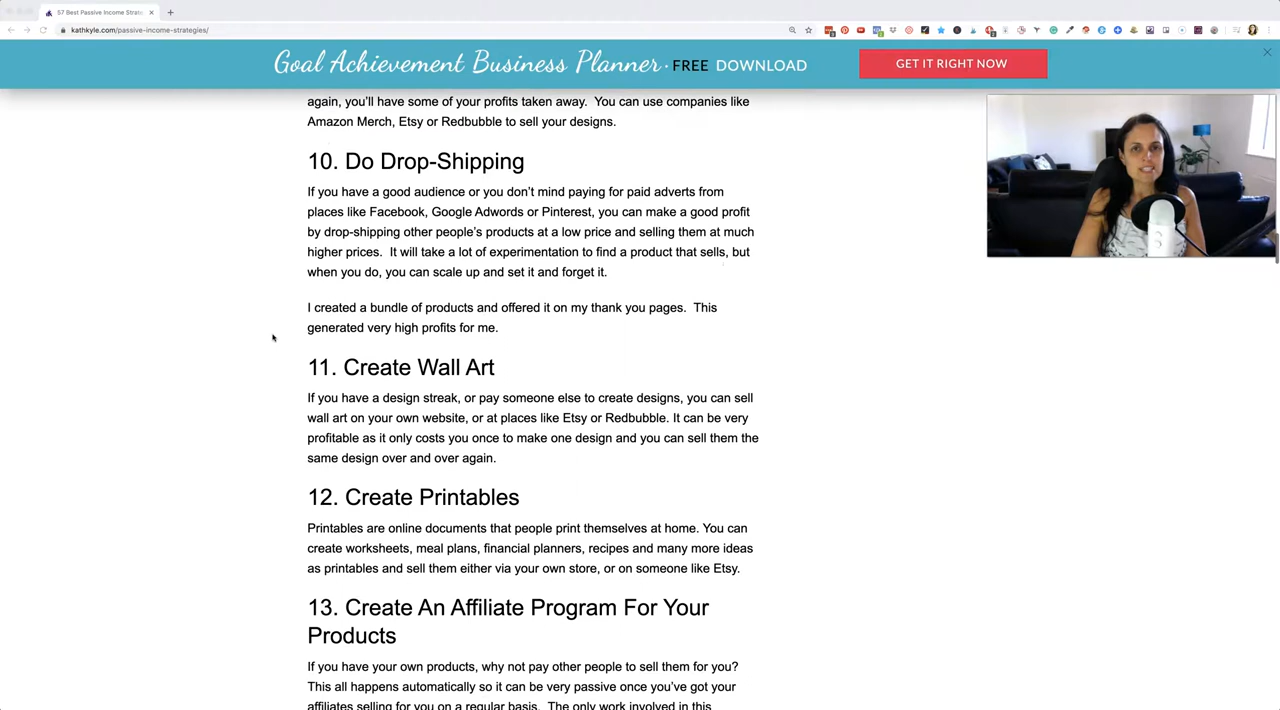 57 Best Passive Income Strate
kathkyle.com/passive-income-strategies/
Goal Achievement Business Planner · FREE DOWNLOAD
GET IT RIGHT NOW
again, you'll have some of your profits taken away.  You can use companies like
Amazon Merch, Etsy or Redbubble to sell your designs.
10. Do Drop-Shipping
If you have a good audience or you don't mind paying for paid adverts from
places like Facebook, Google Adwords or Pinterest, you can make a good profit
by drop-shipping other people's products at a low price and selling them at much
higher prices.  It will take a lot of experimentation to find a product that sells, but
when you do, you can scale up and set it and forget it.
I created a bundle of products and offered it on my thank you pages.  This
generated very high profits for me.
11. Create Wall Art
If you have a design streak, or pay someone else to create designs, you can sell
wall art on your own website, or at places like Etsy or Redbubble. It can be very
profitable as it only costs you once to make one design and you can sell them the
same design over and over again.
12. Create Printables
Printables are online documents that people print themselves at home. You can
create worksheets, meal plans, financial planners, recipes and many more ideas
as printables and sell them either via your own store, or on someone like Etsy.
13. Create An Affiliate Program For Your
Products
If you have your own products, why not pay other people to sell them for you?
This all happens automatically so it can be very passive once you've got your
affiliates selling for you on a regular basis.  The only work involved in this